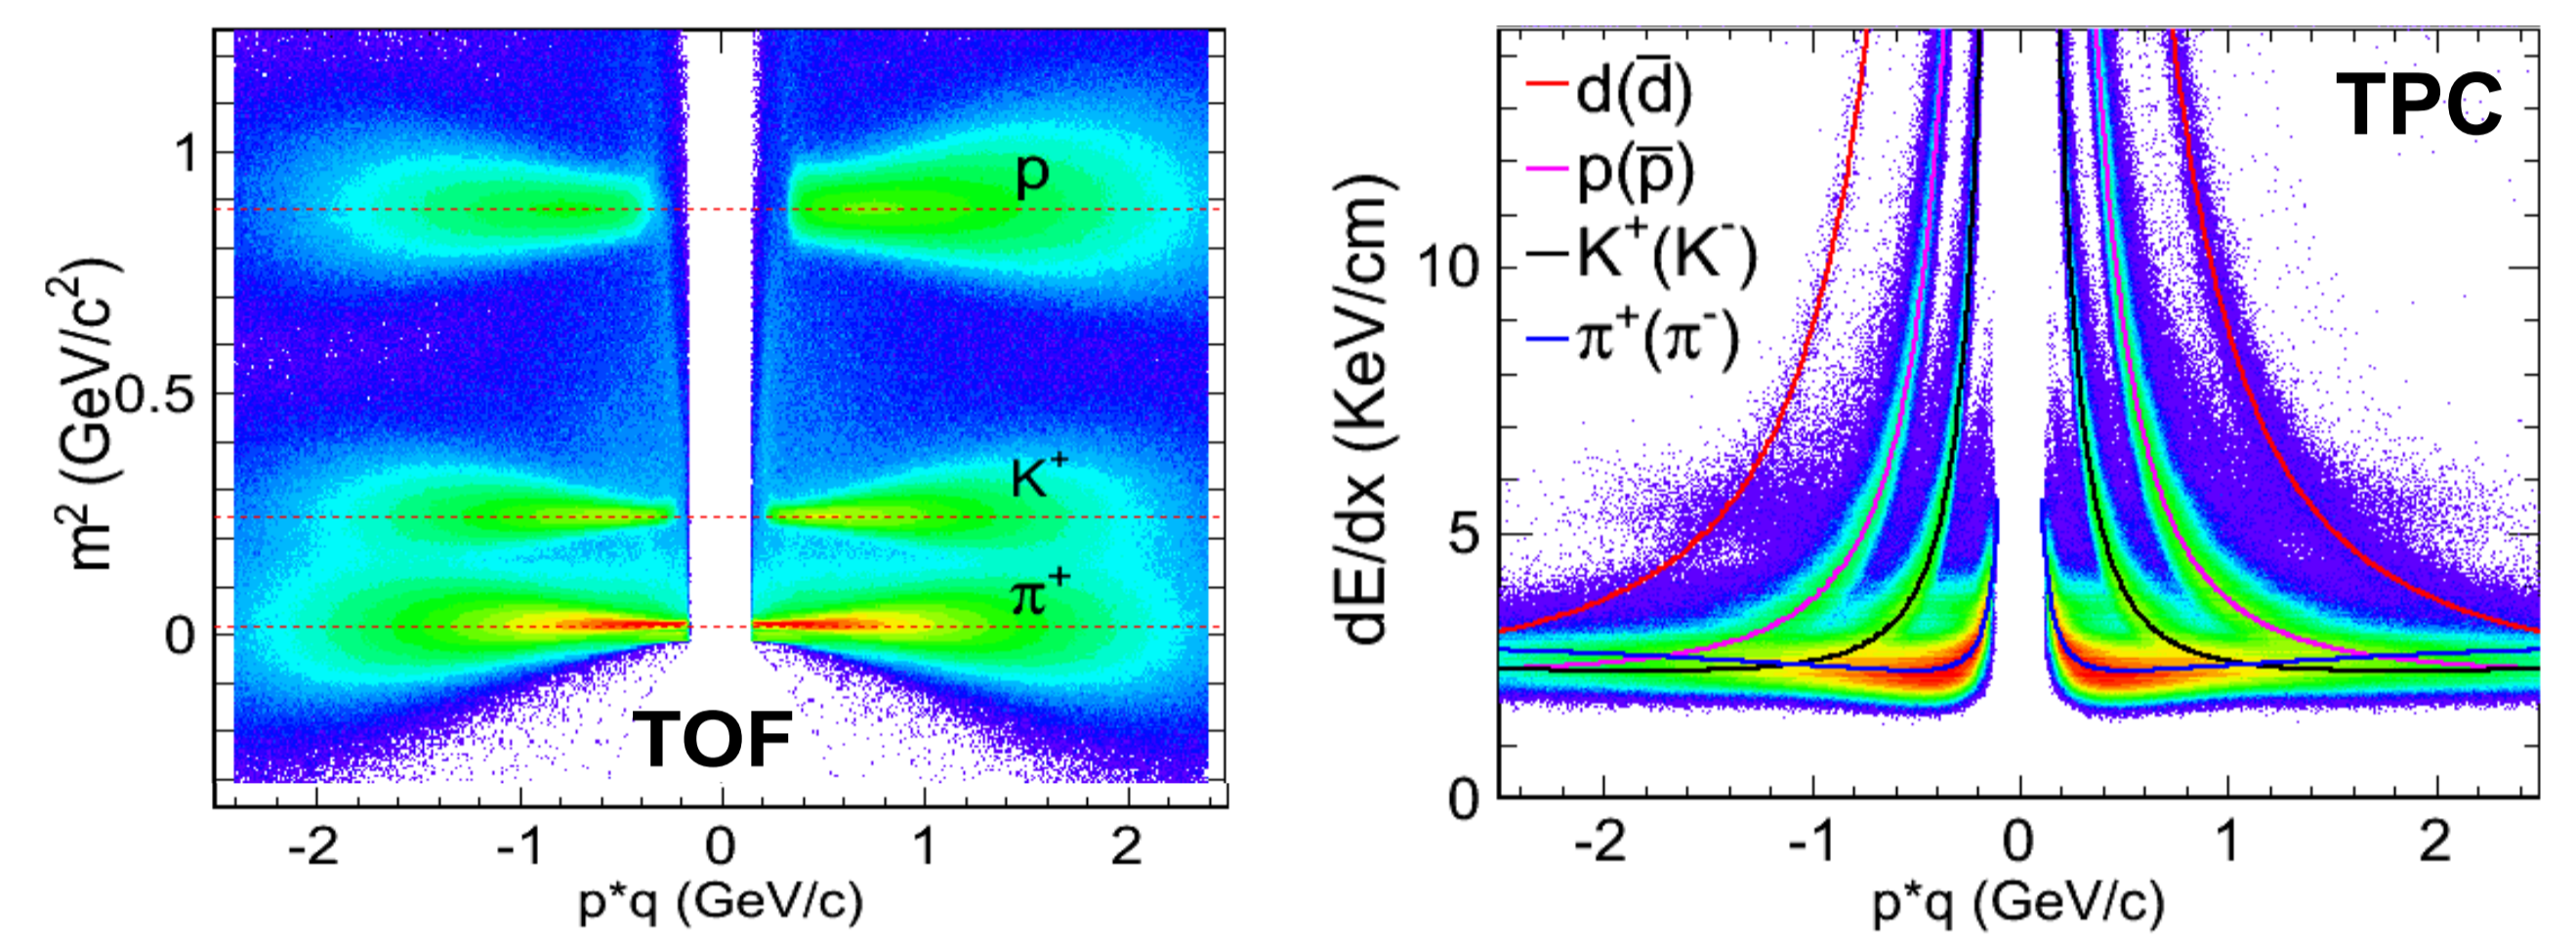 m² (GeV/c²)
1
0.5
0
p
K⁺
π⁺
TOF
-2 -1 0 1 2
p*q (GeV/c)
dE/dx (KeV/cm)
10
5
0
d(d̅)
p(p̅)
K⁺(K⁻)
π⁺(π⁻)
TPC
-2 -1 0 1 2
p*q (GeV/c)